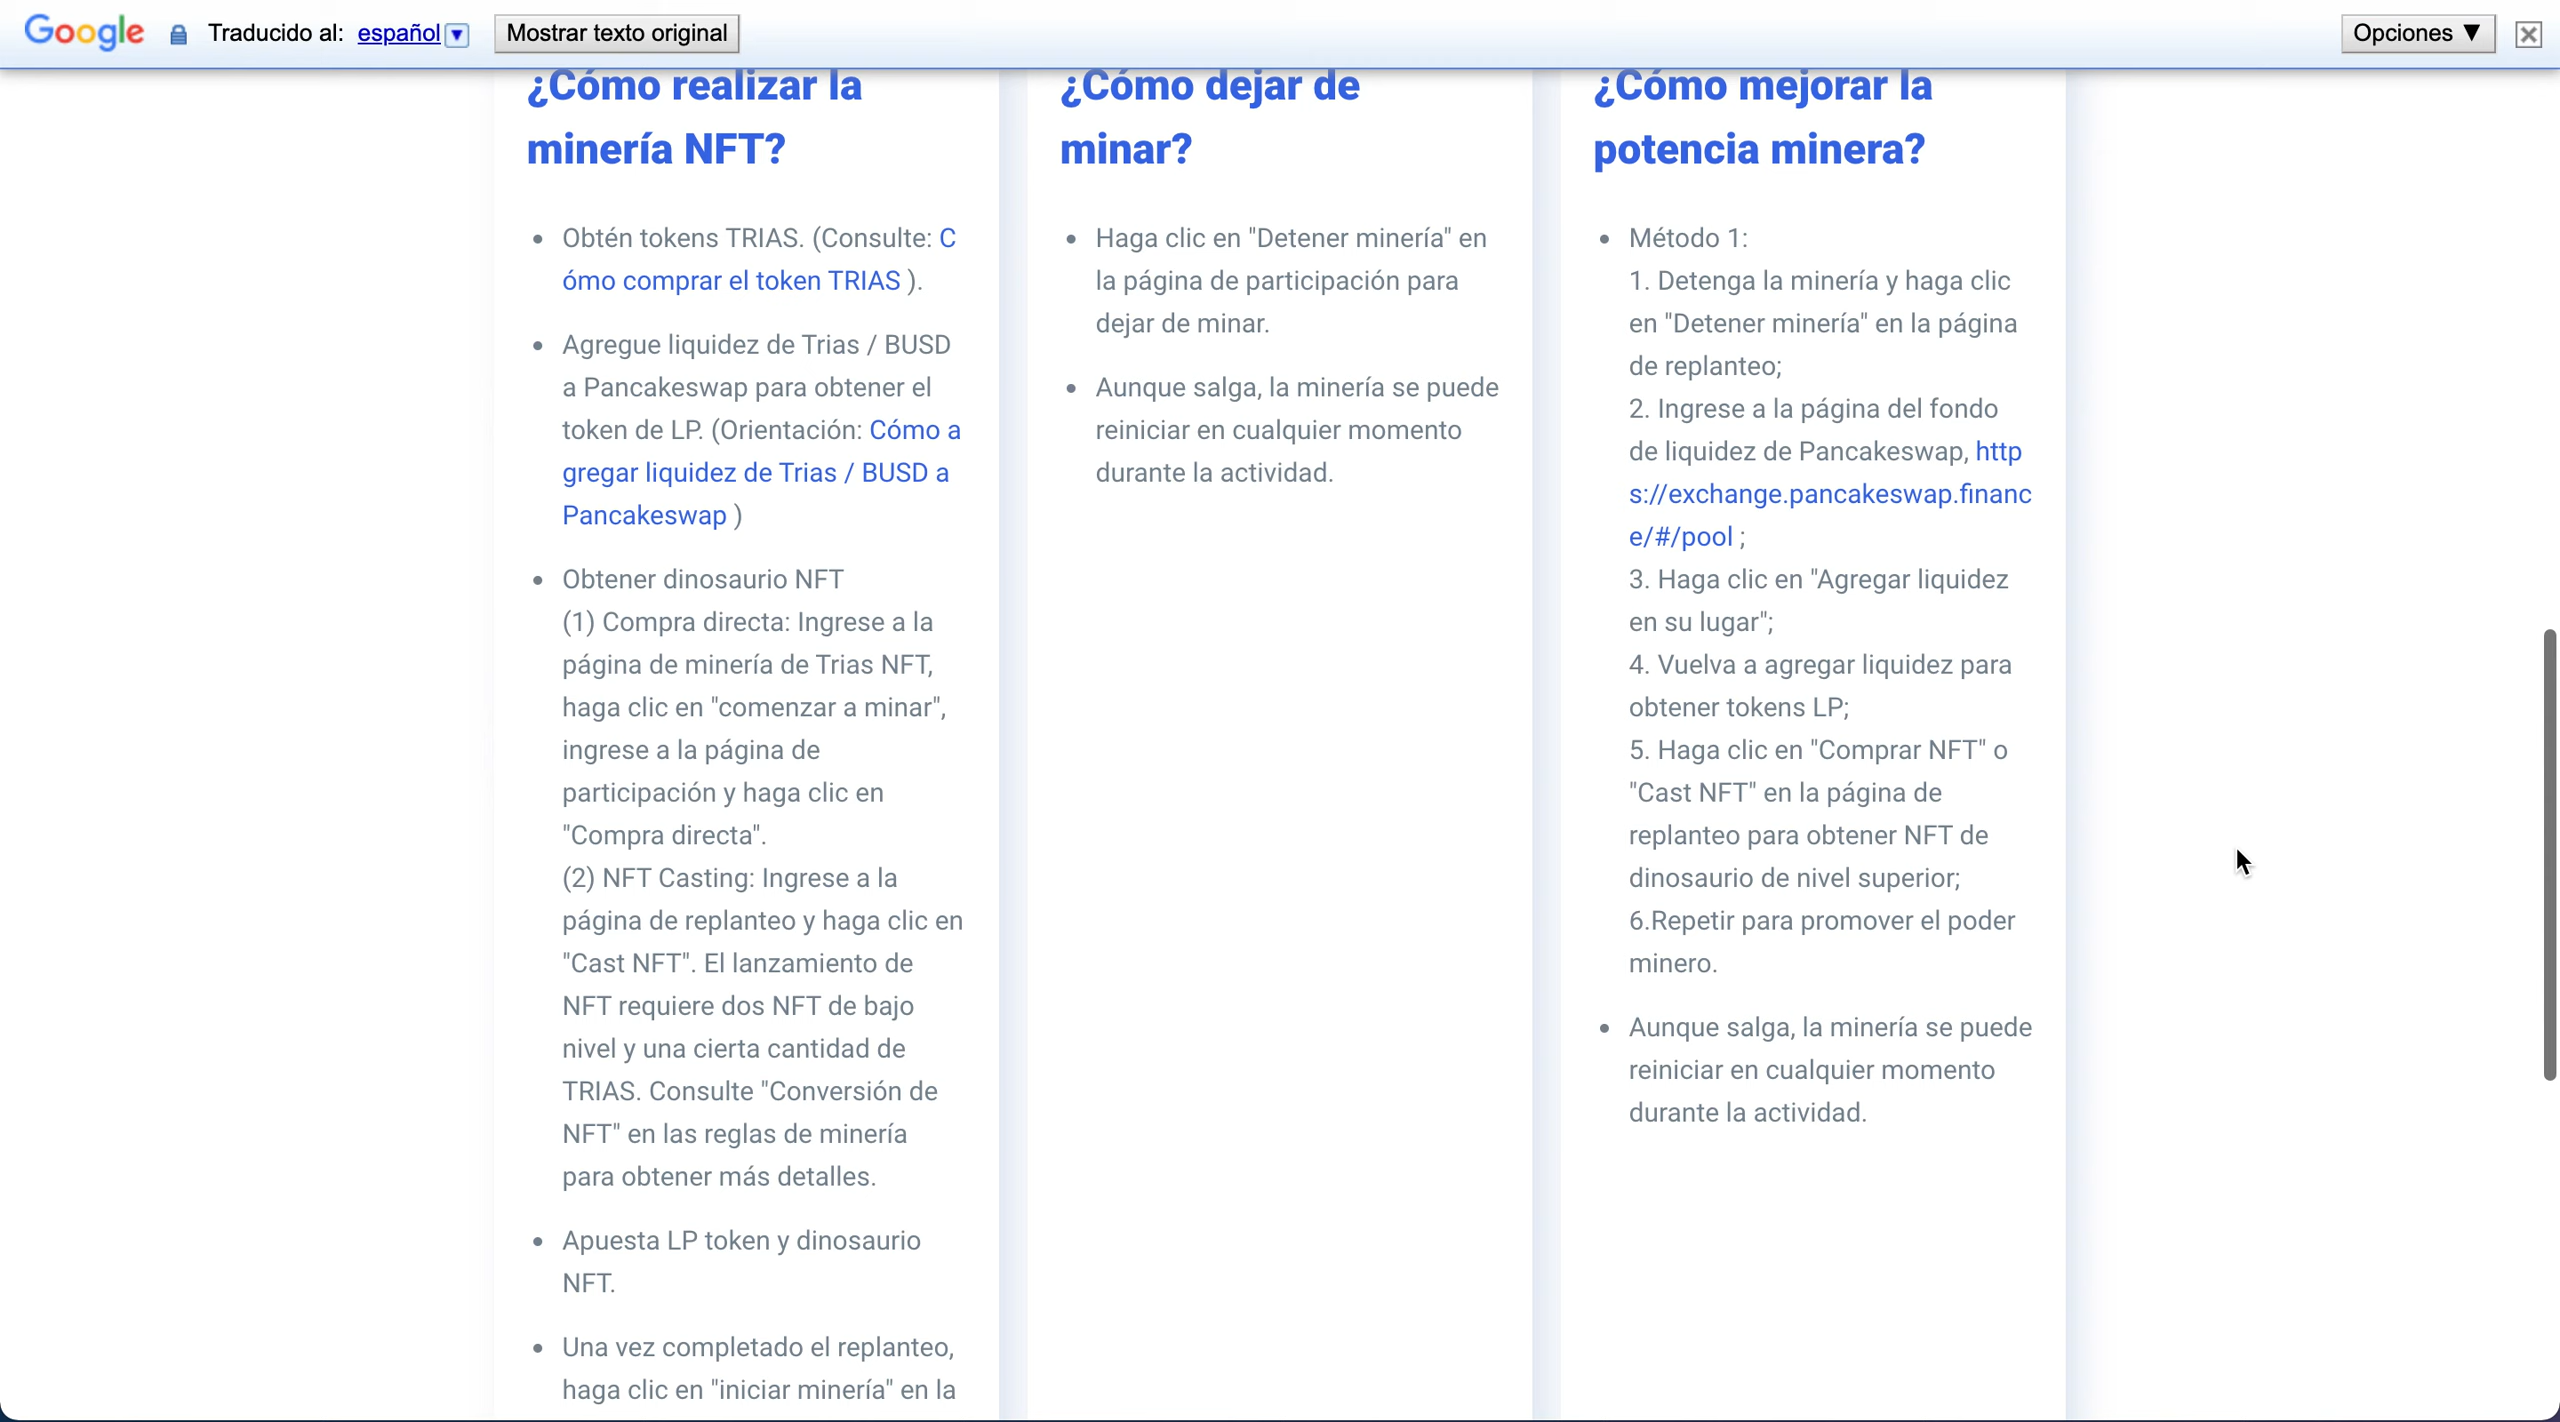 Google Traducido al: español Mostrar texto original Opciones ▼
¿Cómo realizar la
minería NFT?
Obtén tokens TRIAS. (Consulte: C
ómo comprar el token TRIAS ).
Agregue liquidez de Trias / BUSD
a Pancakeswap para obtener el
token de LP. (Orientación: Cómo a
gregar liquidez de Trias / BUSD a
Pancakeswap )
Obtener dinosaurio NFT
(1) Compra directa: Ingrese a la
página de minería de Trias NFT,
haga clic en "comenzar a minar",
ingrese a la página de
participación y haga clic en
"Compra directa".
(2) NFT Casting: Ingrese a la
página de replanteo y haga clic en
"Cast NFT". El lanzamiento de
NFT requiere dos NFT de bajo
nivel y una cierta cantidad de
TRIAS. Consulte "Conversión de
NFT" en las reglas de minería
para obtener más detalles.
Apuesta LP token y dinosaurio
NFT.
Una vez completado el replanteo,
haga clic en "iniciar minería" en la
¿Cómo dejar de
minar?
Haga clic en "Detener minería" en
la página de participación para
dejar de minar.
Aunque salga, la minería se puede
reiniciar en cualquier momento
durante la actividad.
¿Cómo mejorar la
potencia minera?
Método 1:
1. Detenga la minería y haga clic
en "Detener minería" en la página
de replanteo;
2. Ingrese a la página del fondo
de liquidez de Pancakeswap, http
s://exchange.pancakeswap.financ
e/#/pool ;
3. Haga clic en "Agregar liquidez
en su lugar";
4. Vuelva a agregar liquidez para
obtener tokens LP;
5. Haga clic en "Comprar NFT" o
"Cast NFT" en la página de
replanteo para obtener NFT de
dinosaurio de nivel superior;
6.Repetir para promover el poder
minero.
Aunque salga, la minería se puede
reiniciar en cualquier momento
durante la actividad.